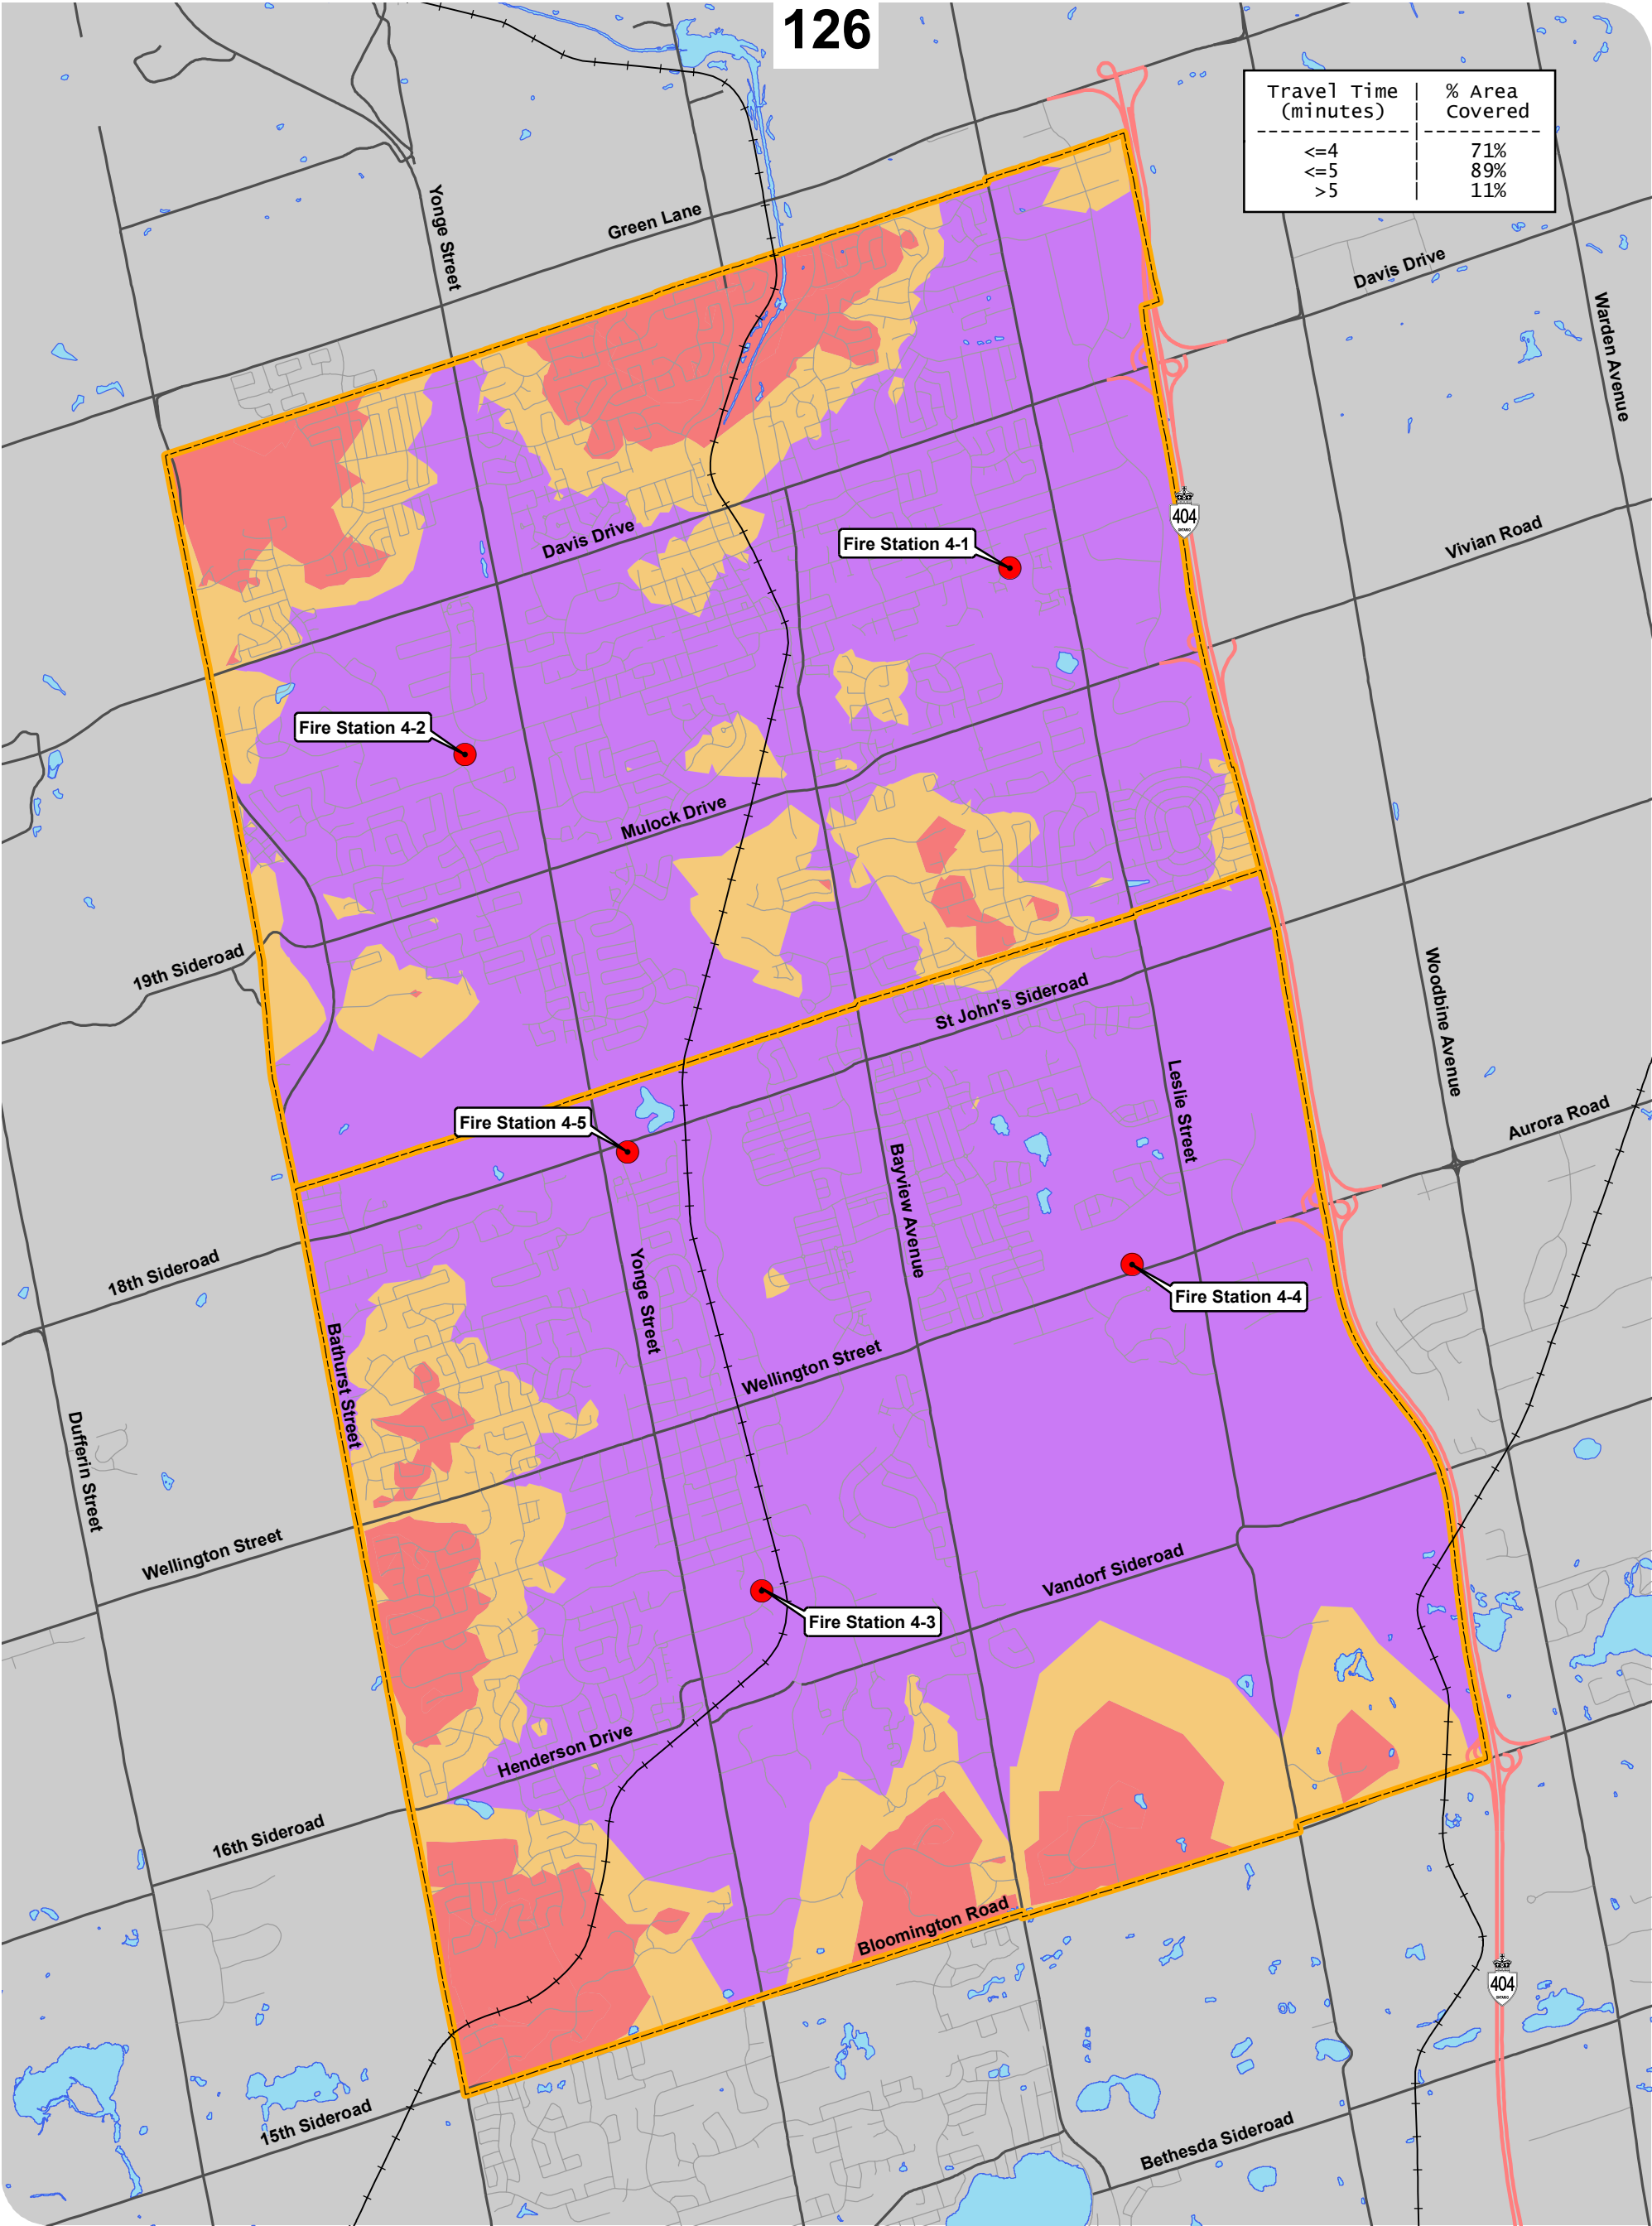 126
Travel Time | % Area
(minutes) | Covered
-------------|----------
<=4 | 71%
<=5 | 89%
>5 | 11%
Yonge Street
Green Lane
Davis Drive
Warden Avenue
404
ONTARIO
Vivian Road
Davis Drive
Fire Station 4-1
Fire Station 4-2
Mulock Drive
19th Sideroad
St John's Sideroad
Woodbine Avenue
Leslie Street
Aurora Road
Fire Station 4-5
Bayview Avenue
18th Sideroad
Yonge Street
Fire Station 4-4
Bathurst Street
Wellington Street
Dufferin Street
Wellington Street
Vandorf Sideroad
Fire Station 4-3
Henderson Drive
16th Sideroad
Bloomington Road
404
ONTARIO
15th Sideroad
Bethesda Sideroad